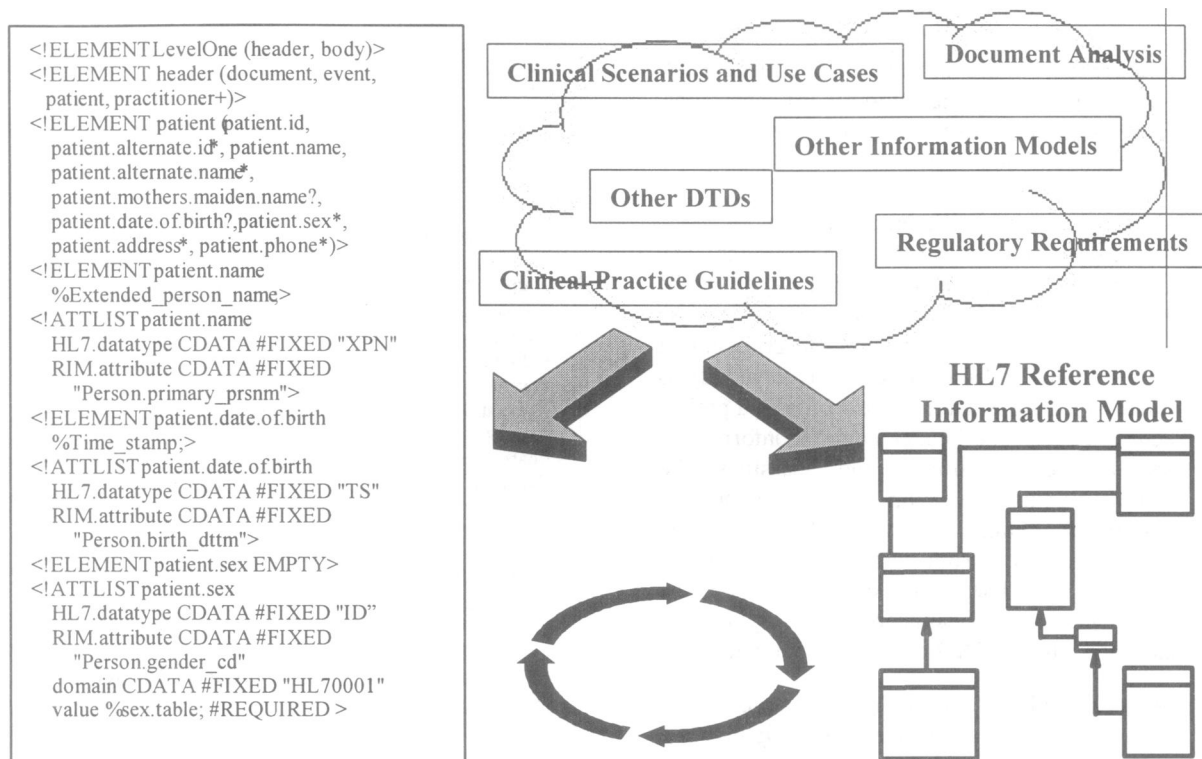 <!ELEMENT LevelOne (header, body)>
<!ELEMENT header (document, event,
patient, practitioner+)>
<!ELEMENT patient (patient.id,
patient.alternate.id*, patient.name,
patient.alternate.name*,
patient.mothers.maiden.name?,
patient.date.of.birth?,patient.sex*,
patient.address*, patient.phone*)>
<!ELEMENT patient.name
%Extended_person_name;>
<!ATTLIST patient.name
HL7.datatype CDATA #FIXED "XPN"
RIM.attribute CDATA #FIXED
"Person.primary_prsnm">
<!ELEMENT patient.date.of.birth
%Time_stamp;>
<!ATTLIST patient.date.of.birth
HL7.datatype CDATA #FIXED "TS"
RIM.attribute CDATA #FIXED
"Person.birth_dttm">
<!ELEMENT patient.sex EMPTY>
<!ATTLIST patient.sex
HL7.datatype CDATA #FIXED "ID”
RIM.attribute CDATA #FIXED
"Person.gender_cd"
domain CDATA #FIXED "HL70001"
value %sex.table; #REQUIRED >
Document Analysis
Clinical Scenarios and Use Cases
Other Information Models
Other DTDs
Regulatory Requirements
Clinical Practice Guidelines
HL7 Reference
Information Model